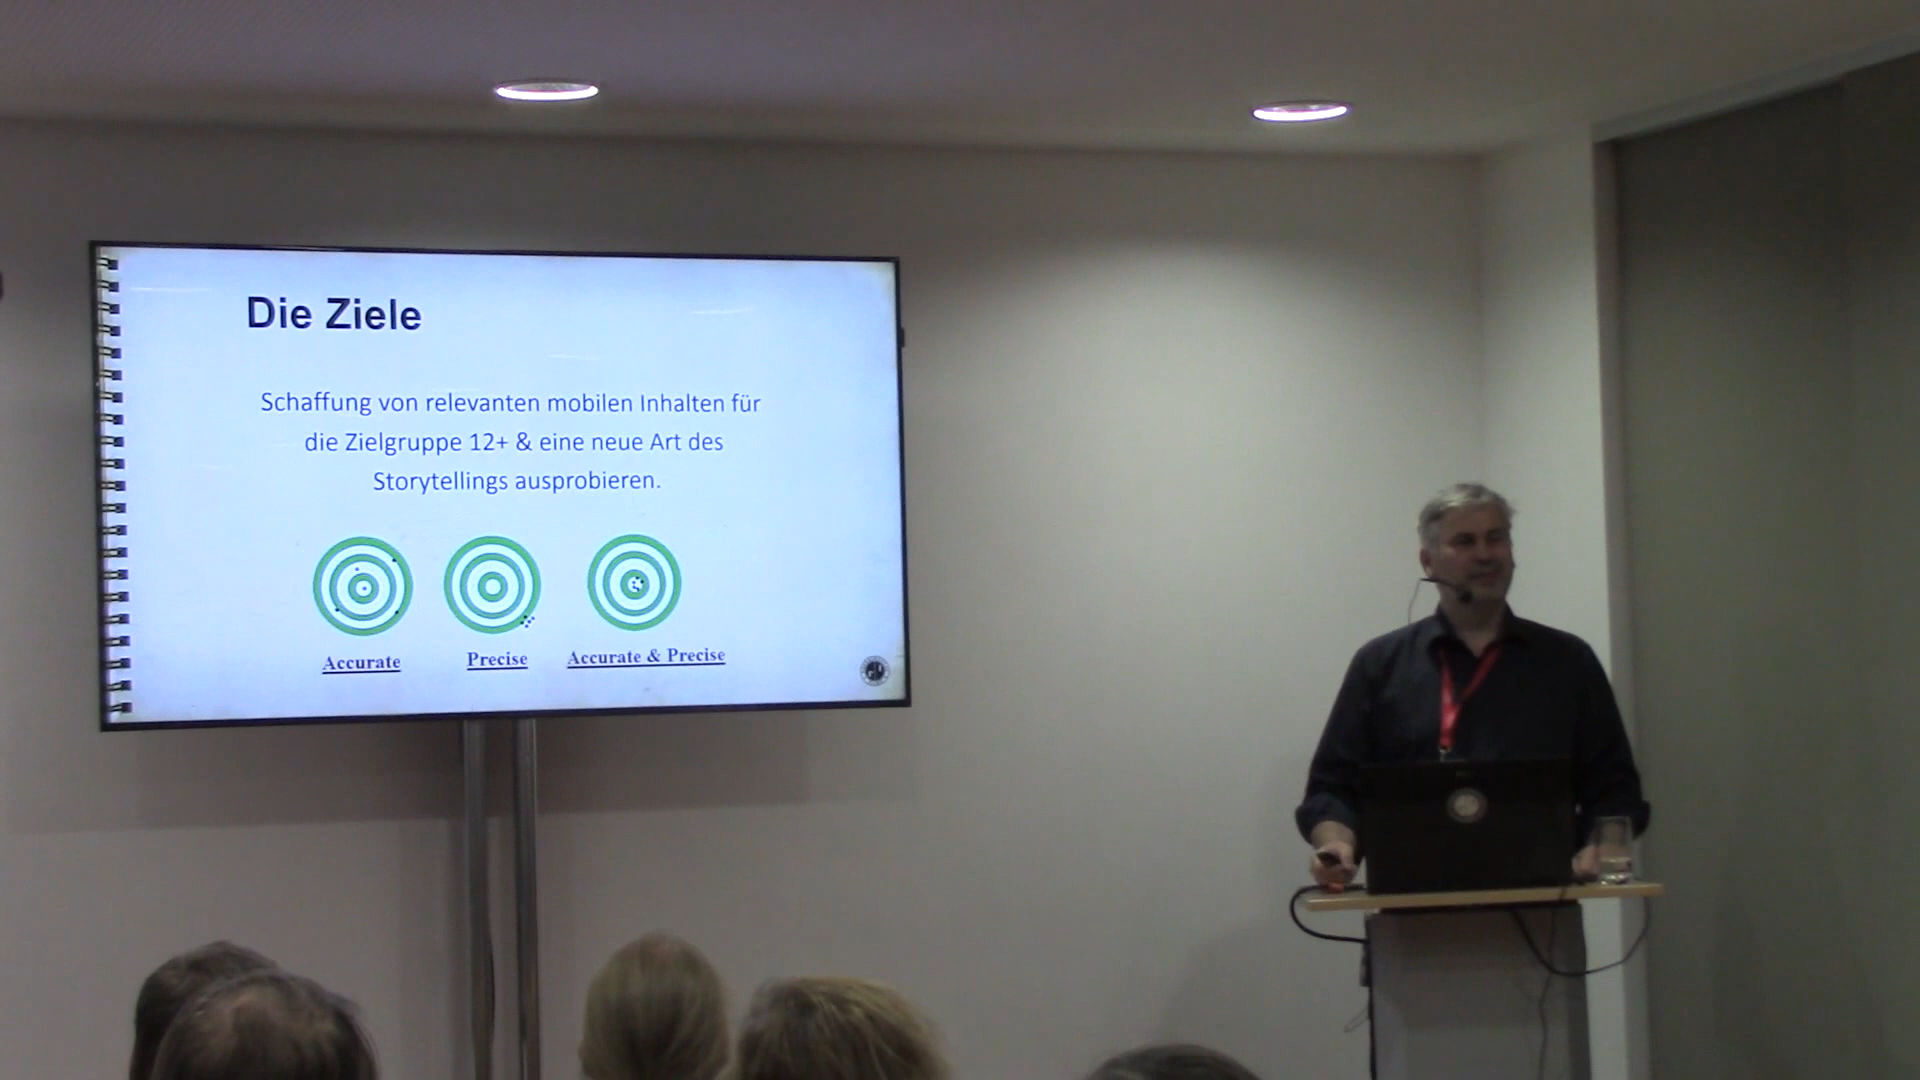 Die Ziele
Schaffung von relevanten mobilen Inhalten für
die Zielgruppe 12+ & eine neue Art des
Storytellings ausprobieren.
Accurate Precise Accurate & Precise